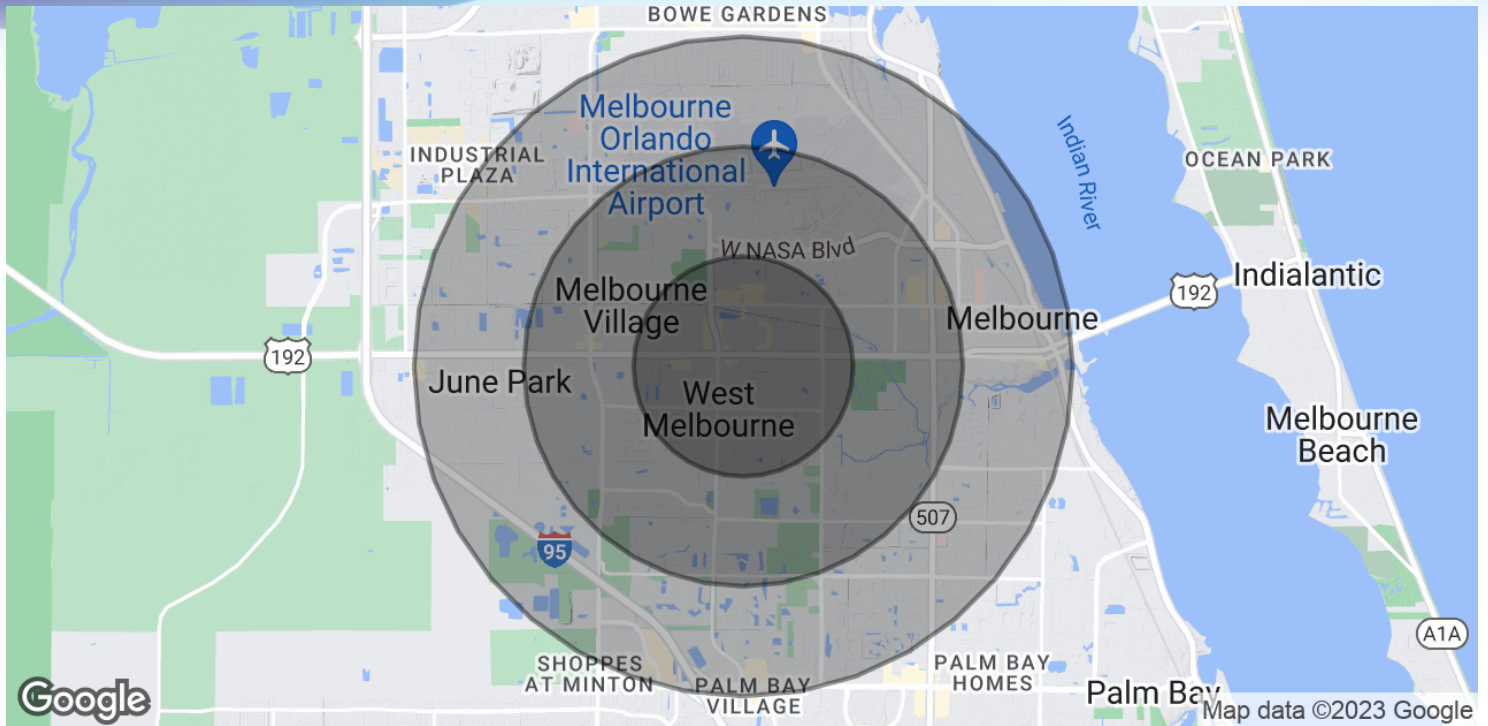 BOWE GARDENS
Melbourne
Orlando
International
Airport
INDUSTRIAL
PLAZA
Indian River
OCEAN PARK
W NASA Blvd
Melbourne
Village
192
Indialantic
Melbourne
192
June Park
West
Melbourne
Melbourne
Beach
507
95
A1A
SHOPPES
AT MINTON
PALM BAY
VILLAGE
PALM BAY
HOMES
Palm Bay
Google
Map data ©2023 Google